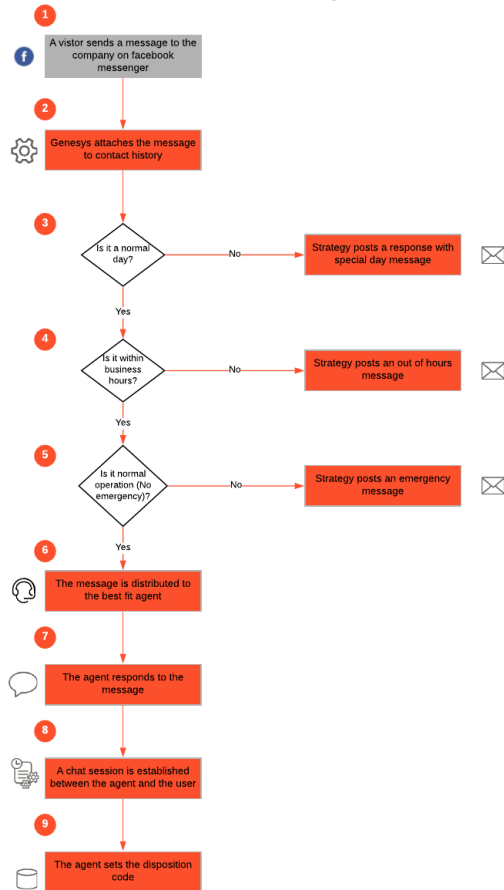 1
A vistor sends a message to the
company on facebook
messenger
2
Genesys attaches the message
to contact history
3
Is it a normal
day?
No
Strategy posts a response with
special day message
Yes
4
Is it within
business
hours?
No
Strategy posts an out of hours
message
Yes
5
Is it normal
operation (No
emergency)?
No
Strategy posts an emergency
message
Yes
6
The message is distributed to
the best fit agent
7
The agent responds to the
message
8
A chat session is established
between the agent and the user
9
The agent sets the disposition
code